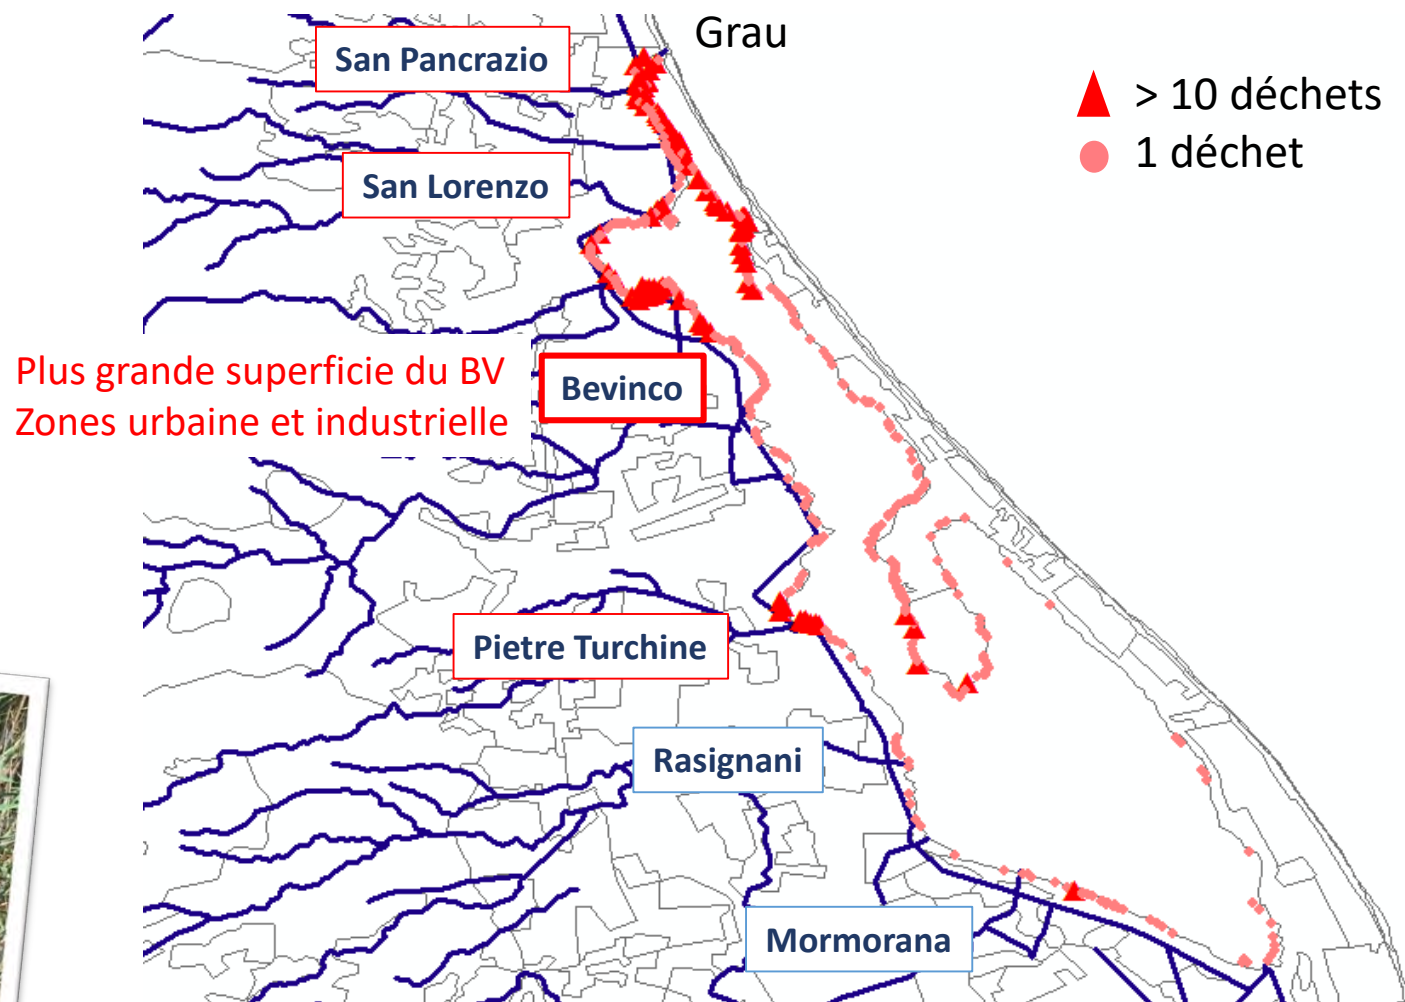 Grau
San Pancrazio
> 10 déchets
1 déchet
San Lorenzo
Plus grande superficie du BV
Zones urbaine et industrielle
Bevinco
Pietre Turchine
Rasignani
Mormorana